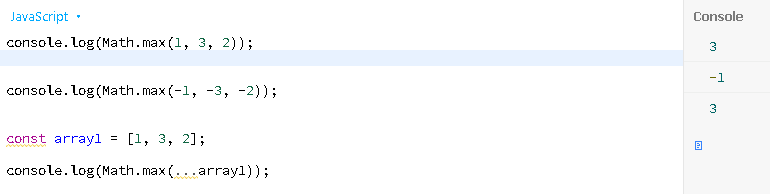 JavaScript
Console
console.log(Math.max(1, 3, 2));
3
-1
console.log(Math.max(-1, -3, -2));
3
const array1 = [1, 3, 2];
console.log(Math.max(...array1));